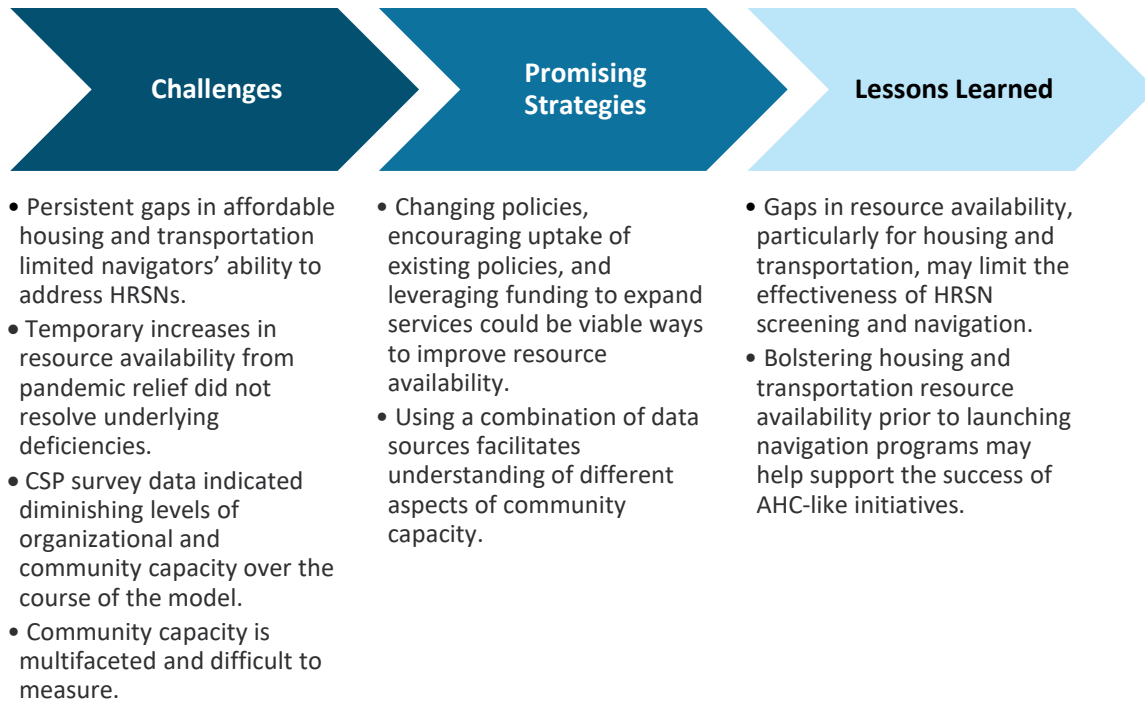 Challenges
• Persistent gaps in affordable
housing and transportation
limited navigators’ ability to
address HRSNs.
• Temporary increases in
resource availability from
pandemic relief did not
resolve underlying
deficiencies.
• CSP survey data indicated
diminishing levels of
organizational and
community capacity over the
course of the model.
• Community capacity is
multifaceted and difficult to
measure.
Promising
Strategies
• Changing policies,
encouraging uptake of
existing policies, and
leveraging funding to expand
services could be viable ways
to improve resource
availability.
• Using a combination of data
sources facilitates
understanding of different
aspects of community
capacity.
Lessons Learned
• Gaps in resource availability,
particularly for housing and
transportation, may limit the
effectiveness of HRSN
screening and navigation.
• Bolstering housing and
transportation resource
availability prior to launching
navigation programs may
help support the success of
AHC-like initiatives.